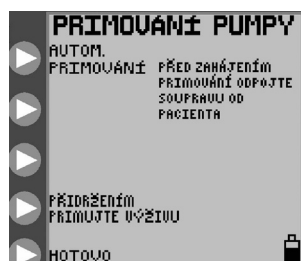 PRIMOVÁNÍ PUMPY
AUTOM.
PRIMOVÁNÍ
PŘED ZAHÁJENÍM
PRIMOVÁNÍ ODPOJTE
SOUPRAVU OD
PACIENTA
PŘIDRŽENÍM
PRIMUJTE VÝŽIVU
HOTOVO